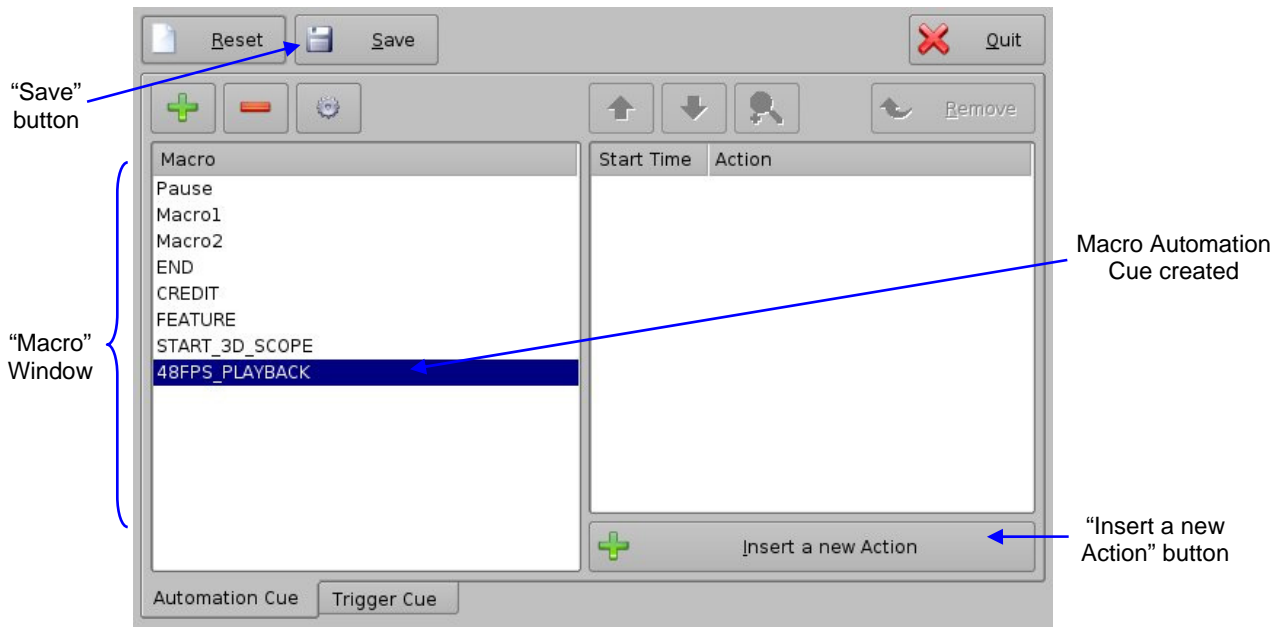 Reset
Save
Quit
“Save”
button
Remove
Macro
Start Time
Action
Pause
Macro1
Macro2
END
CREDIT
FEATURE
START_3D_SCOPE
48FPS_PLAYBACK
“Macro”
Window
Macro Automation
Cue created
Insert a new Action
“Insert a new
Action” button
Automation Cue
Trigger Cue